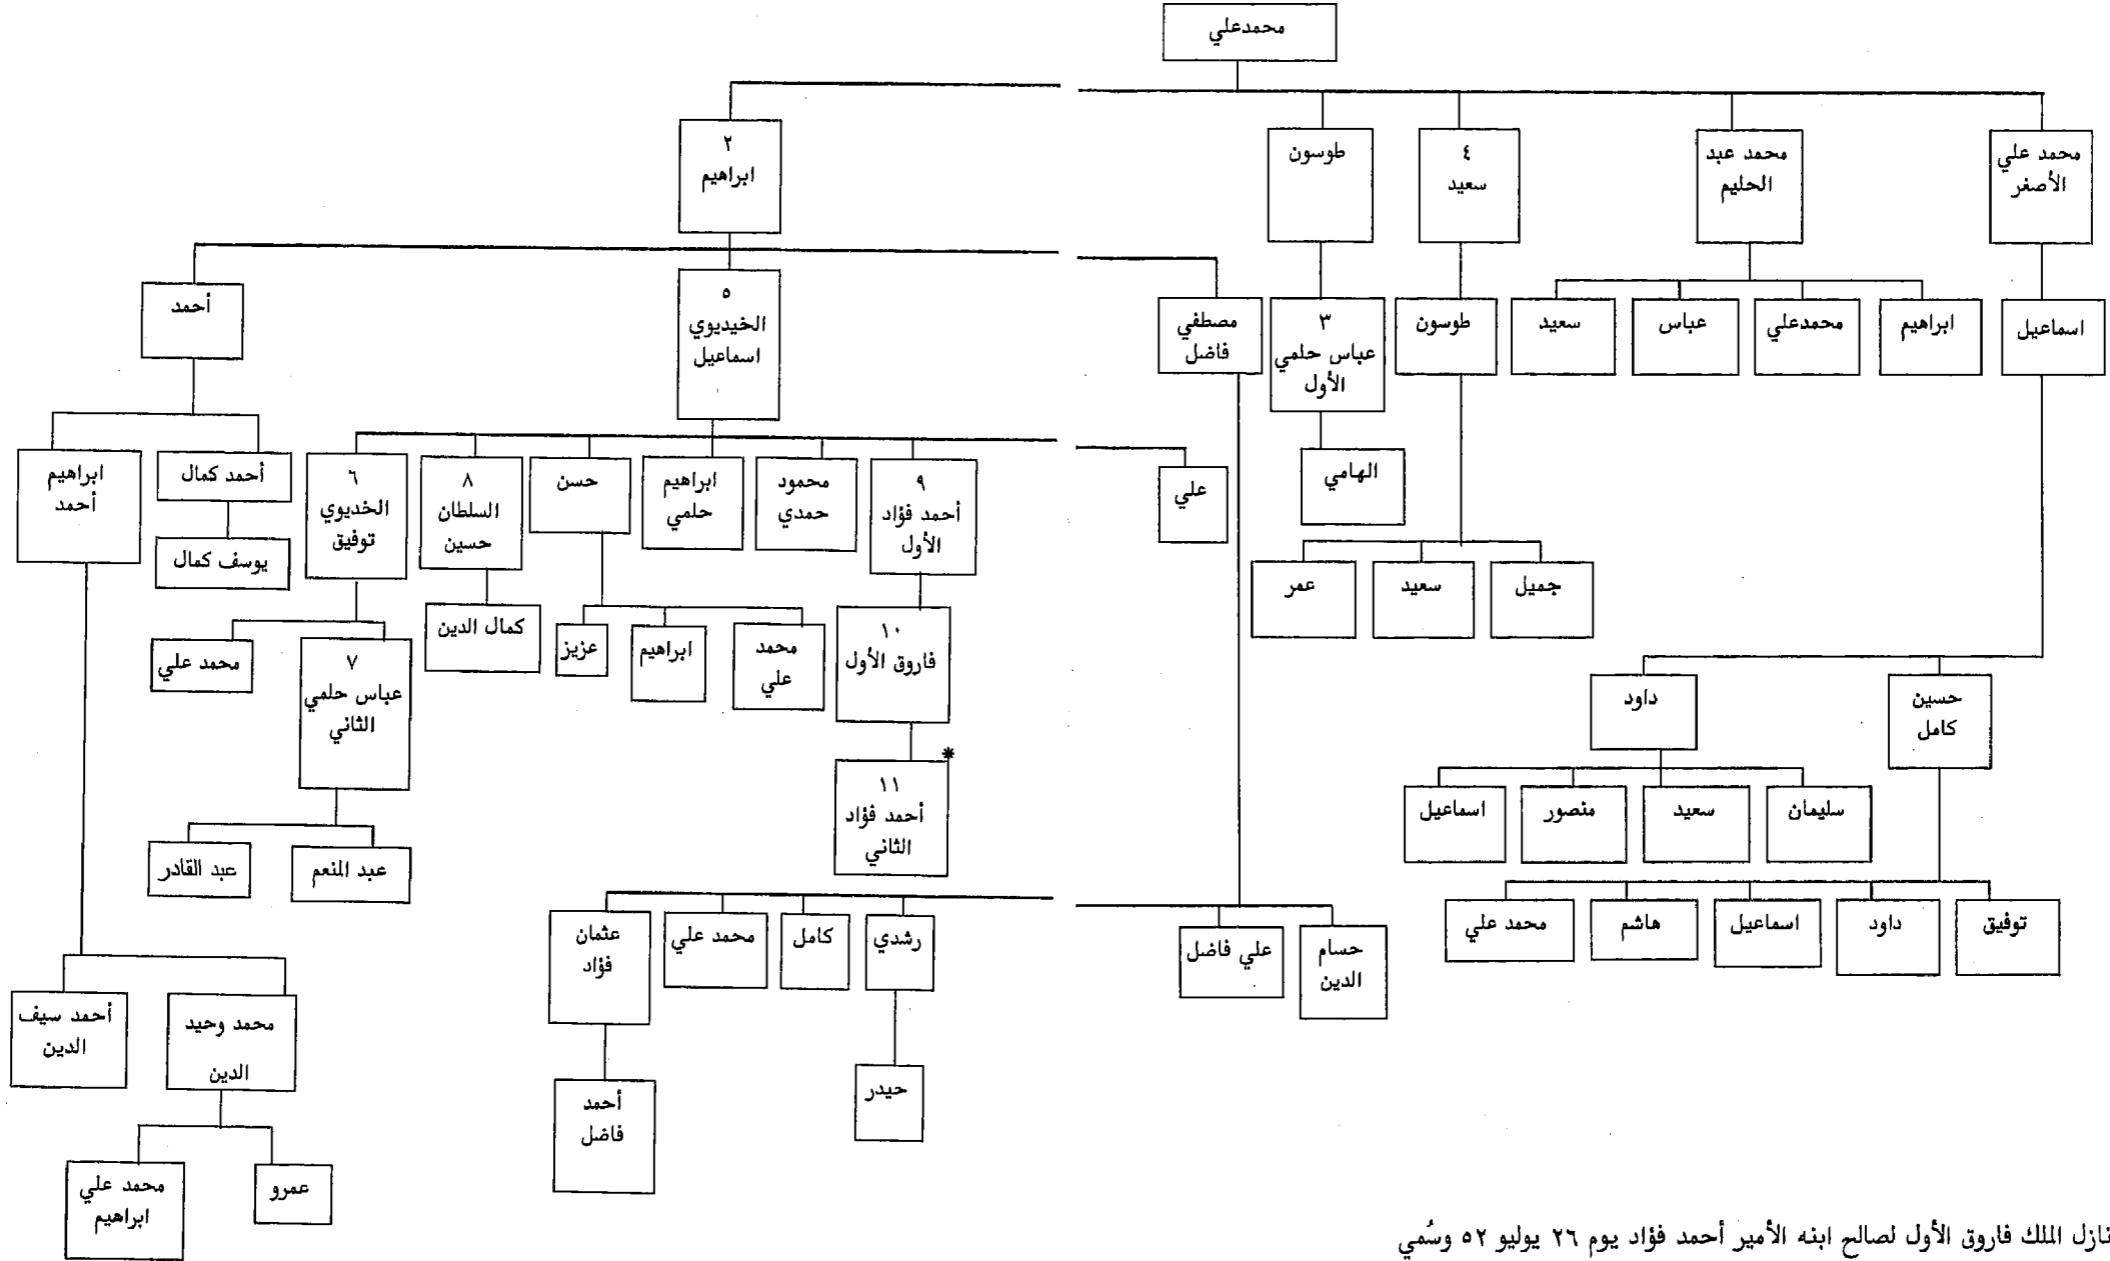 محمدعلي
٢
ابراهيم
طوسون
٤
سعيد
محمد عبد
الحليم
محمد علي
الأصغر
أحمد
٥
الخيديوي
اسماعيل
مصطفي
فاضل
٣
عباس حلمي
الأول
طوسون
سعيد
عباس
محمدعلي
ابراهيم
اسماعيل
ابراهيم
أحمد
أحمد كمال
يوسف كمال
٦
الخديوي
توفيق
٨
السلطان
حسين
حسن
ابراهيم
حلمي
محمود
حمدي
٩
أحمد فؤاد
الأول
علي
الهامي
عمر
سعيد
جميل
محمد علي
٧
عباس حلمي
الثاني
كمال الدين
عزيز
ابراهيم
محمد
علي
١٠
فاروق الأول
*
١١
أحمد فؤاد
الثاني
داود
حسين
كامل
اسماعيل
منصور
سعيد
سليمان
عبد القادر
عبد المنعم
محمد علي
هاشم
اسماعيل
داود
توفيق
عثمان
فؤاد
محمد علي
كامل
رشدي
علي فاضل
حسام
الدين
أحمد سيف
الدين
محمد وحيد
الدين
أحمد
فاضل
حيدر
محمد علي
ابراهيم
عمرو
نازل الملك فاروق الأول لصالح ابنه الأمير أحمد فؤاد يوم ٢٦ يوليو ٥٢ وسُمي